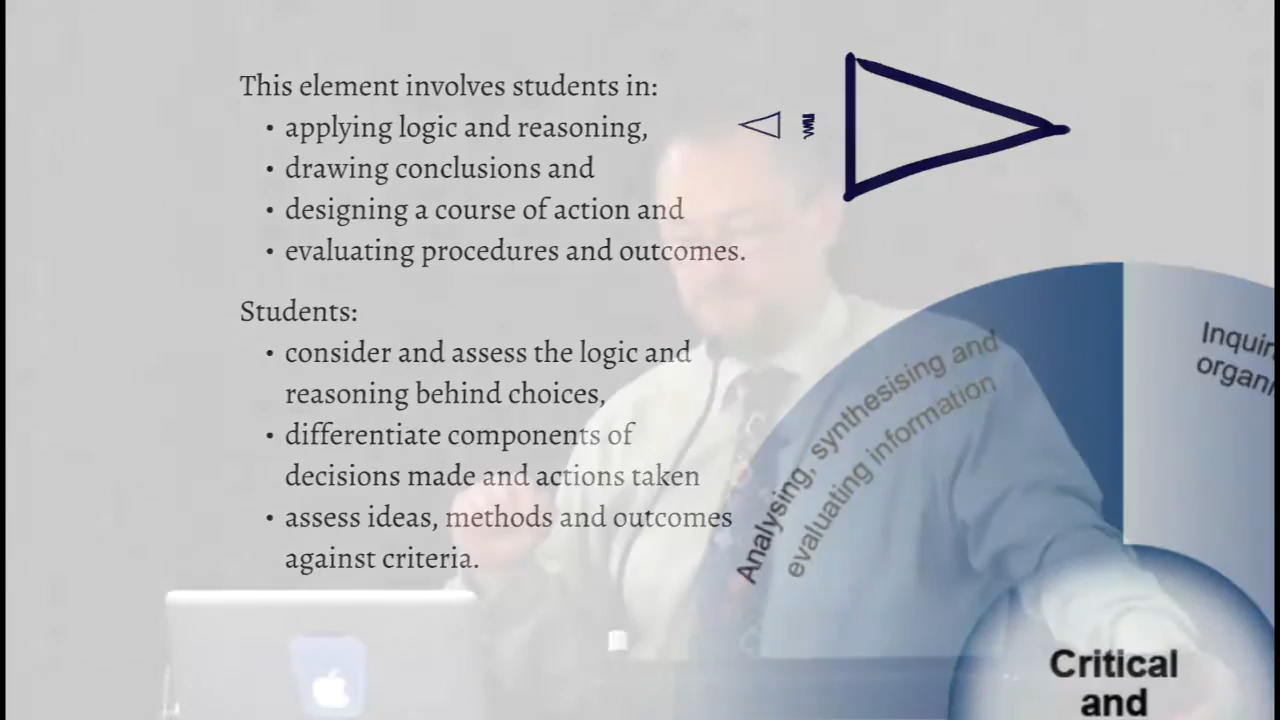 This element involves students in:
• applying logic and reasoning,
• drawing conclusions and
• designing a course of action and
• evaluating procedures and outcomes.
Students:
• consider and assess the logic and
reasoning behind choices,
• differentiate components of
decisions made and actions taken
• assess ideas, methods and outcomes
against criteria.
Analysing, synthesising and
evaluating information
Critical
and